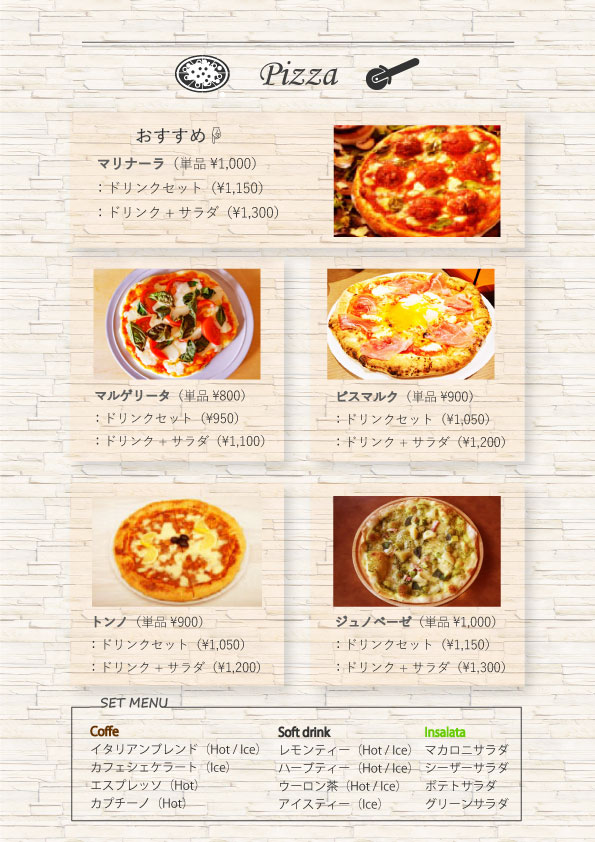 Pizza
おすすめ
マリナーラ（単品 ¥1,000）
：ドリンクセット（¥1,150）
：ドリンク + サラダ（¥1,300）
マルゲリータ（単品 ¥800）
：ドリンクセット（¥950）
：ドリンク + サラダ（¥1,100）
ピスマルク（単品 ¥900）
：ドリンクセット（¥1,050）
：ドリンク + サラダ（¥1,200）
トンノ（単品 ¥900）
：ドリンクセット（¥1,050）
：ドリンク + サラダ（¥1,200）
ジュノベーゼ（単品 ¥1,000）
：ドリンクセット（¥1,150）
：ドリンク + サラダ（¥1,300）
SET MENU
Coffe
イタリアンブレンド（Hot / Ice）
カフェシェケラート（Ice）
エスプレッソ（Hot）
カプチーノ（Hot）
Soft drink
レモンティー（Hot / Ice）
ハーブティー（Hot / Ice）
ウーロン茶（Hot / Ice）
アイスティー（Ice）
Insalata
マカロニサラダ
シーザーサラダ
ポテトサラダ
グリーンサラダ